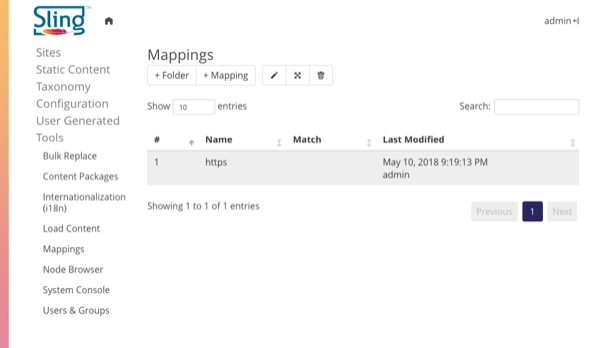 Sling
admin
Sites
Static Content
Taxonomy
Configuration
User Generated
Tools
Bulk Replace
Content Packages
Internationalization
(i18n)
Load Content
Mappings
Node Browser
System Console
Users & Groups
Mappings
+ Folder + Mapping
Show 10 entries Search:
# Name Match Last Modified
1 https May 10, 2018 9:19:13 PM
admin
Showing 1 to 1 of 1 entries
Previous 1 Next